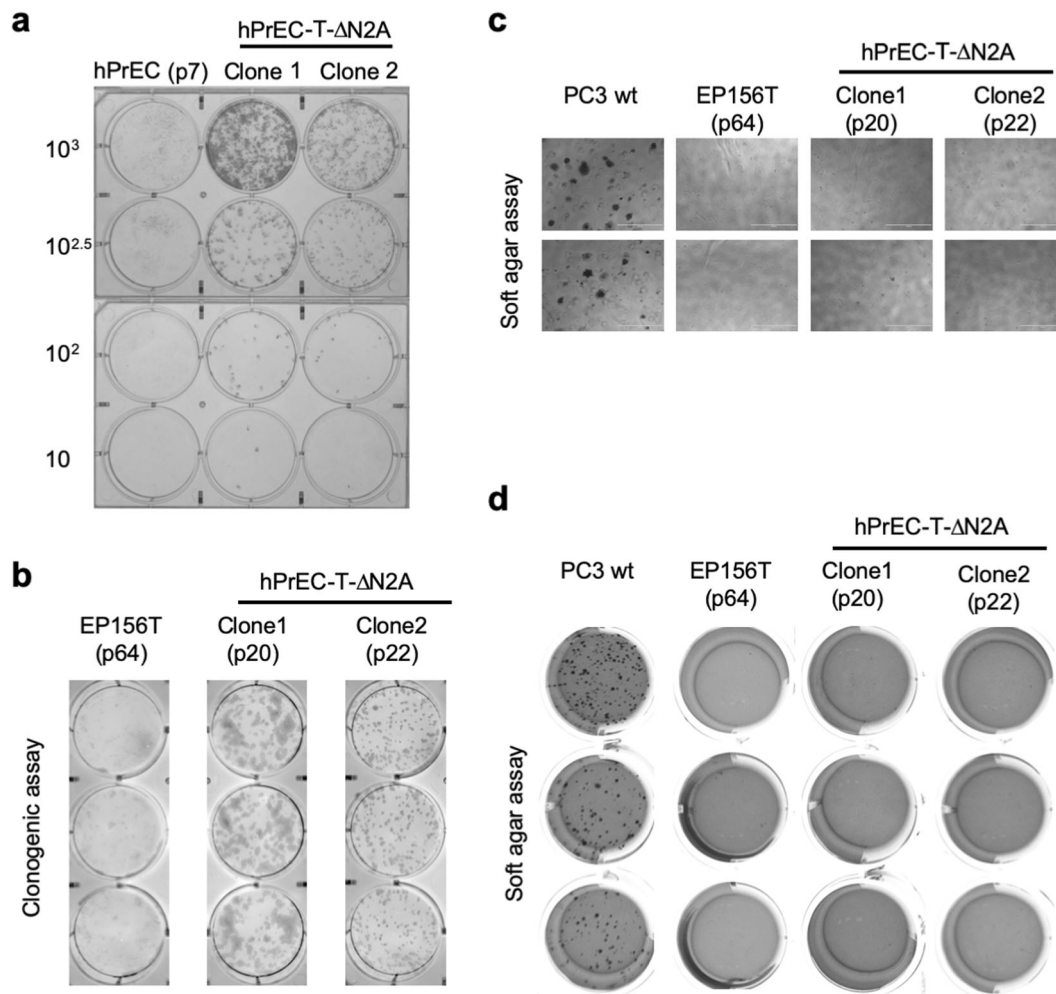 a
hPrEC-T-ΔN2A
hPrEC (p7) Clone 1 Clone 2
10³
10²·⁵
10²
10
b
hPrEC-T-ΔN2A
EP156T Clone1 Clone2
(p64) (p20) (p22)
Clonogenic assay
c
hPrEC-T-ΔN2A
PC3 wt EP156T Clone1 Clone2
(p64) (p20) (p22)
Soft agar assay
d
hPrEC-T-ΔN2A
PC3 wt EP156T Clone1 Clone2
(p64) (p20) (p22)
Soft agar assay